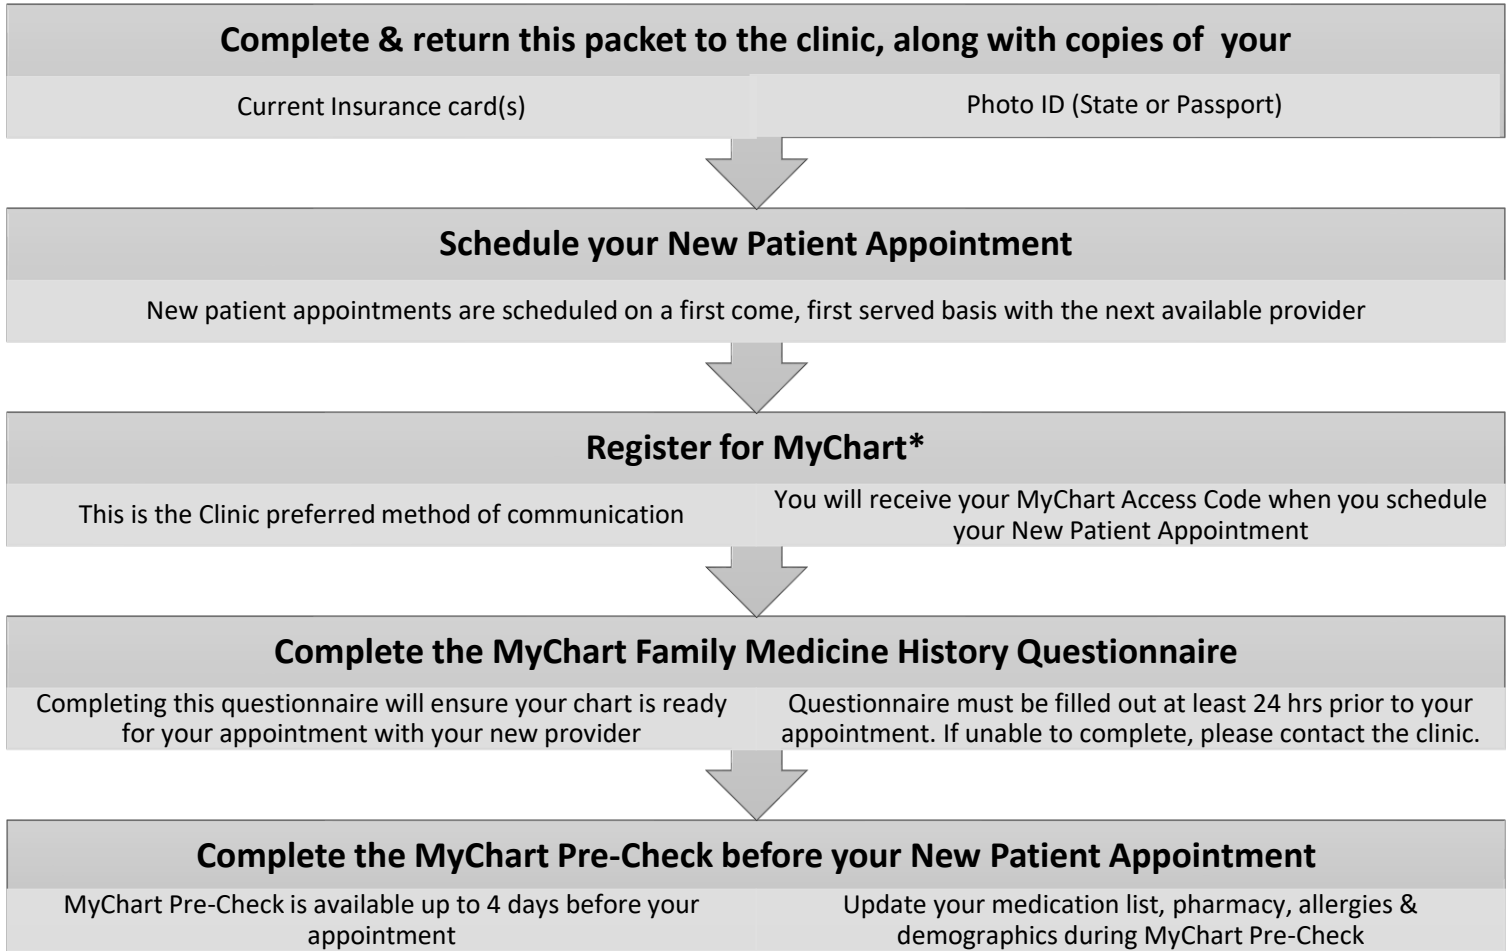 Complete & return this packet to the clinic, along with copies of your
Current Insurance card(s)
Photo ID (State or Passport)
Schedule your New Patient Appointment
New patient appointments are scheduled on a first come, first served basis with the next available provider
Register for MyChart*
This is the Clinic preferred method of communication
You will receive your MyChart Access Code when you schedule
your New Patient Appointment
Complete the MyChart Family Medicine History Questionnaire
Completing this questionnaire will ensure your chart is ready
for your appointment with your new provider
Questionnaire must be filled out at least 24 hrs prior to your
appointment. If unable to complete, please contact the clinic.
Complete the MyChart Pre-Check before your New Patient Appointment
MyChart Pre-Check is available up to 4 days before your
appointment
Update your medication list, pharmacy, allergies &
demographics during MyChart Pre-Check